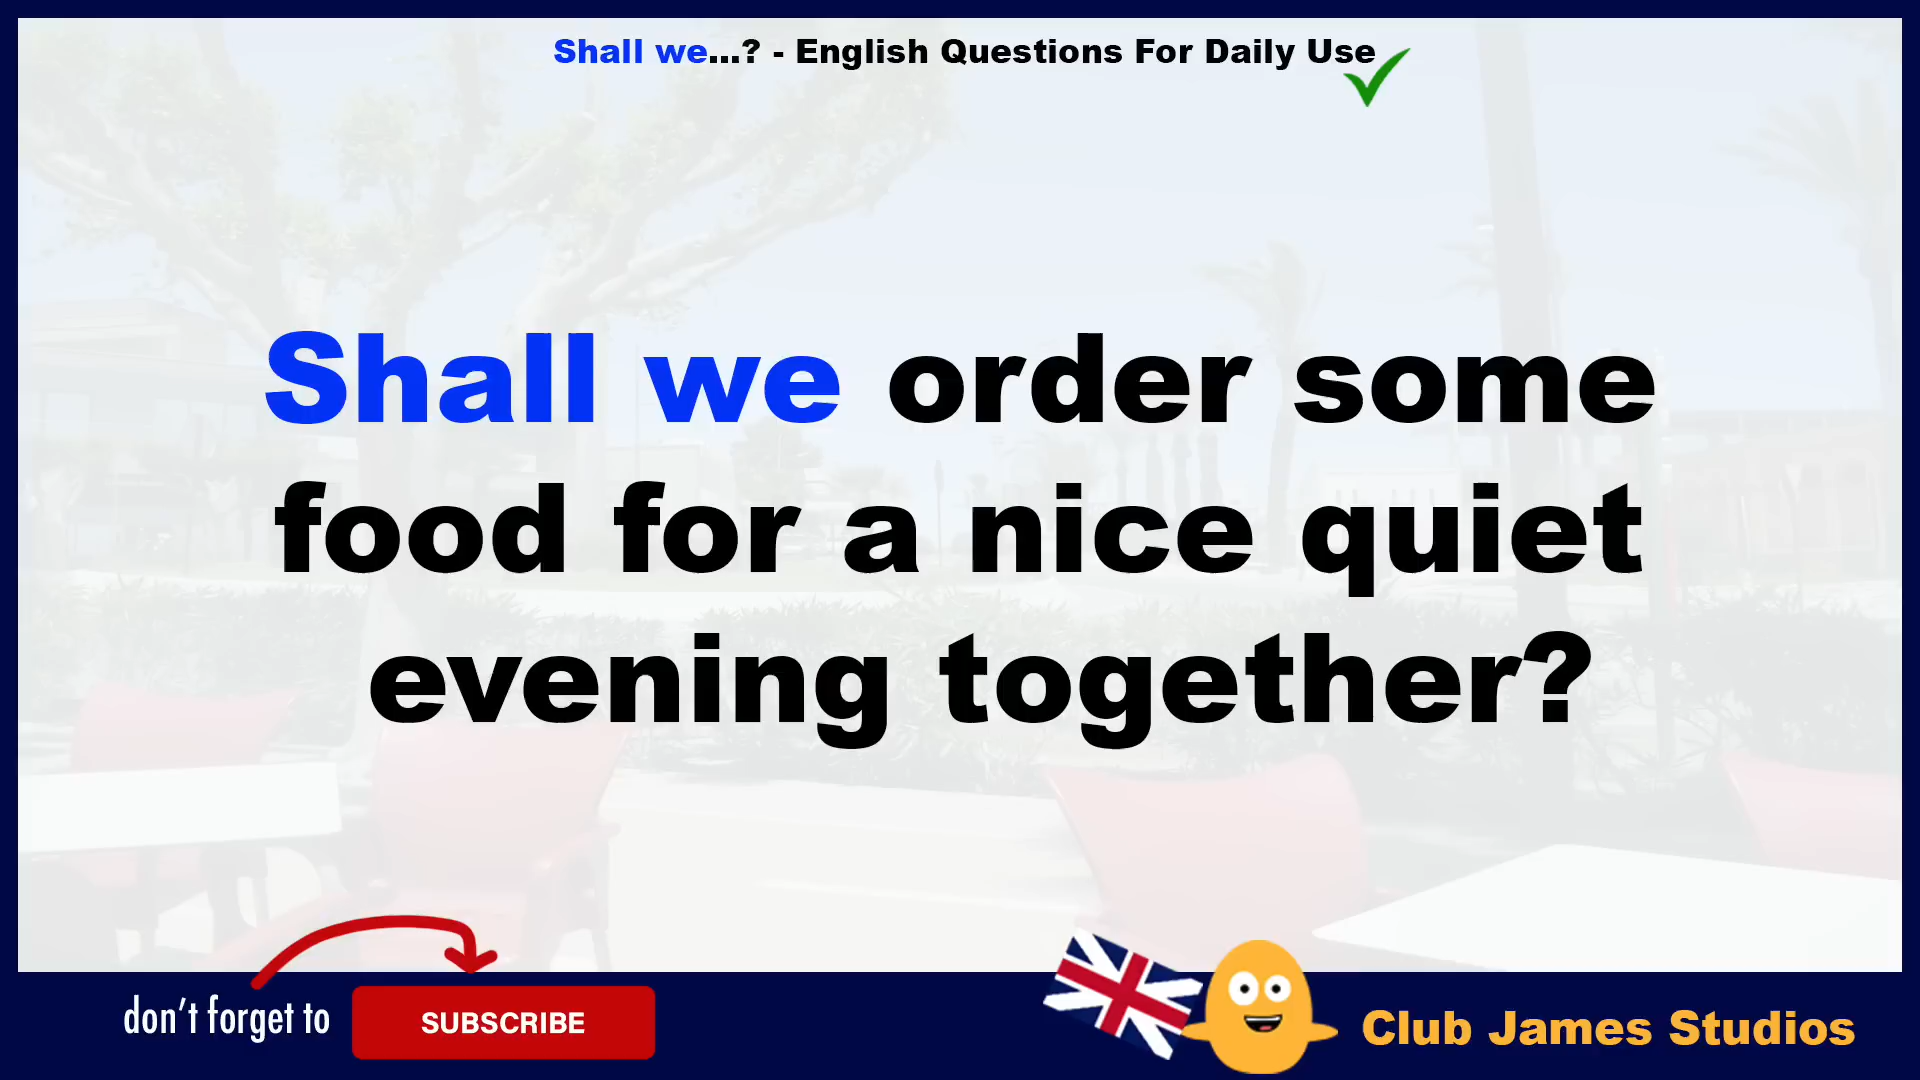 Shall we...? - English Questions For Daily Use
Shall we order some
food for a nice quiet
evening together?
don't forget to
SUBSCRIBE
Club James Studios